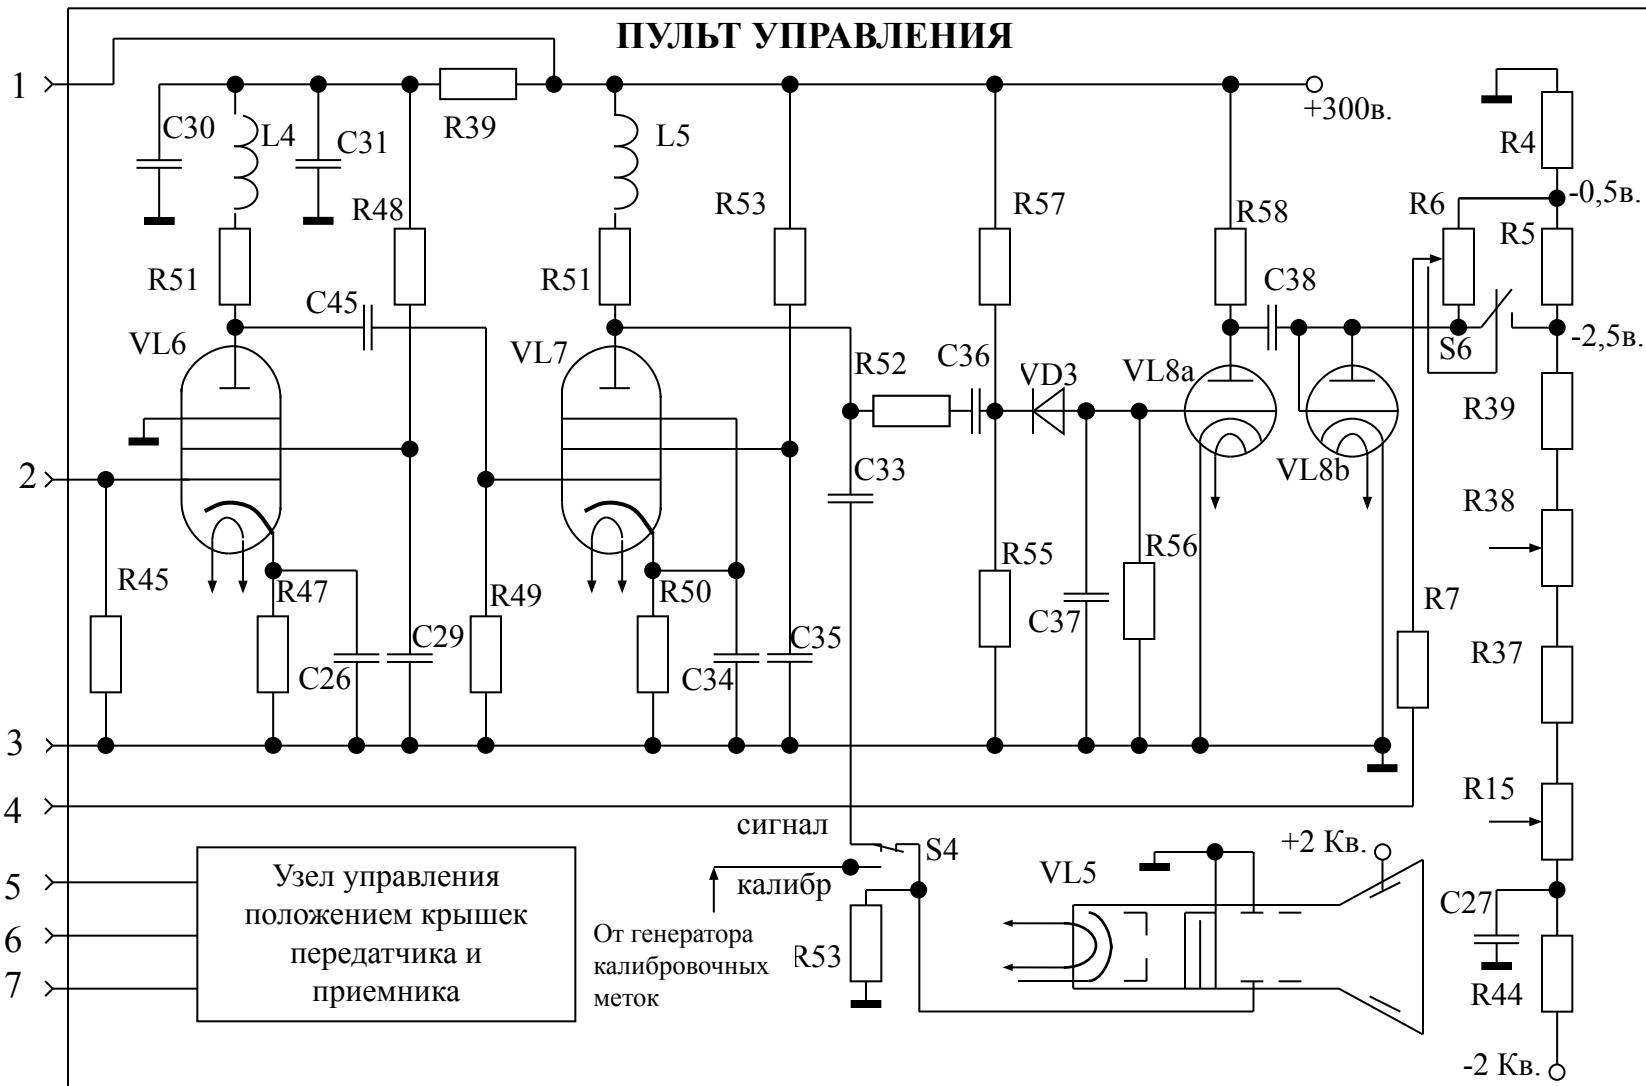 ПУЛЬТ УПРАВЛЕНИЯ
1
+300в.
C30
L4
C31
R39
L5
R4
R48
R53
R57
R58
R6
-0,5в.
R5
R51
C45
R51
C38
VL6
VL7
R52
C36
VD3
VL8a
S6
-2,5в.
R39
2
C33
VL8b
R38
R45
R47
R49
R50
R55
R56
R7
C26
C29
C34
C35
C37
R37
3
4
R15
сигнал
S4
+2 Кв.
калибр
VL5
5
6
7
Узел управления
положением крышек
передатчика и
приемника
От генератора
калибровочных
меток
R53
C27
R44
-2 Кв.